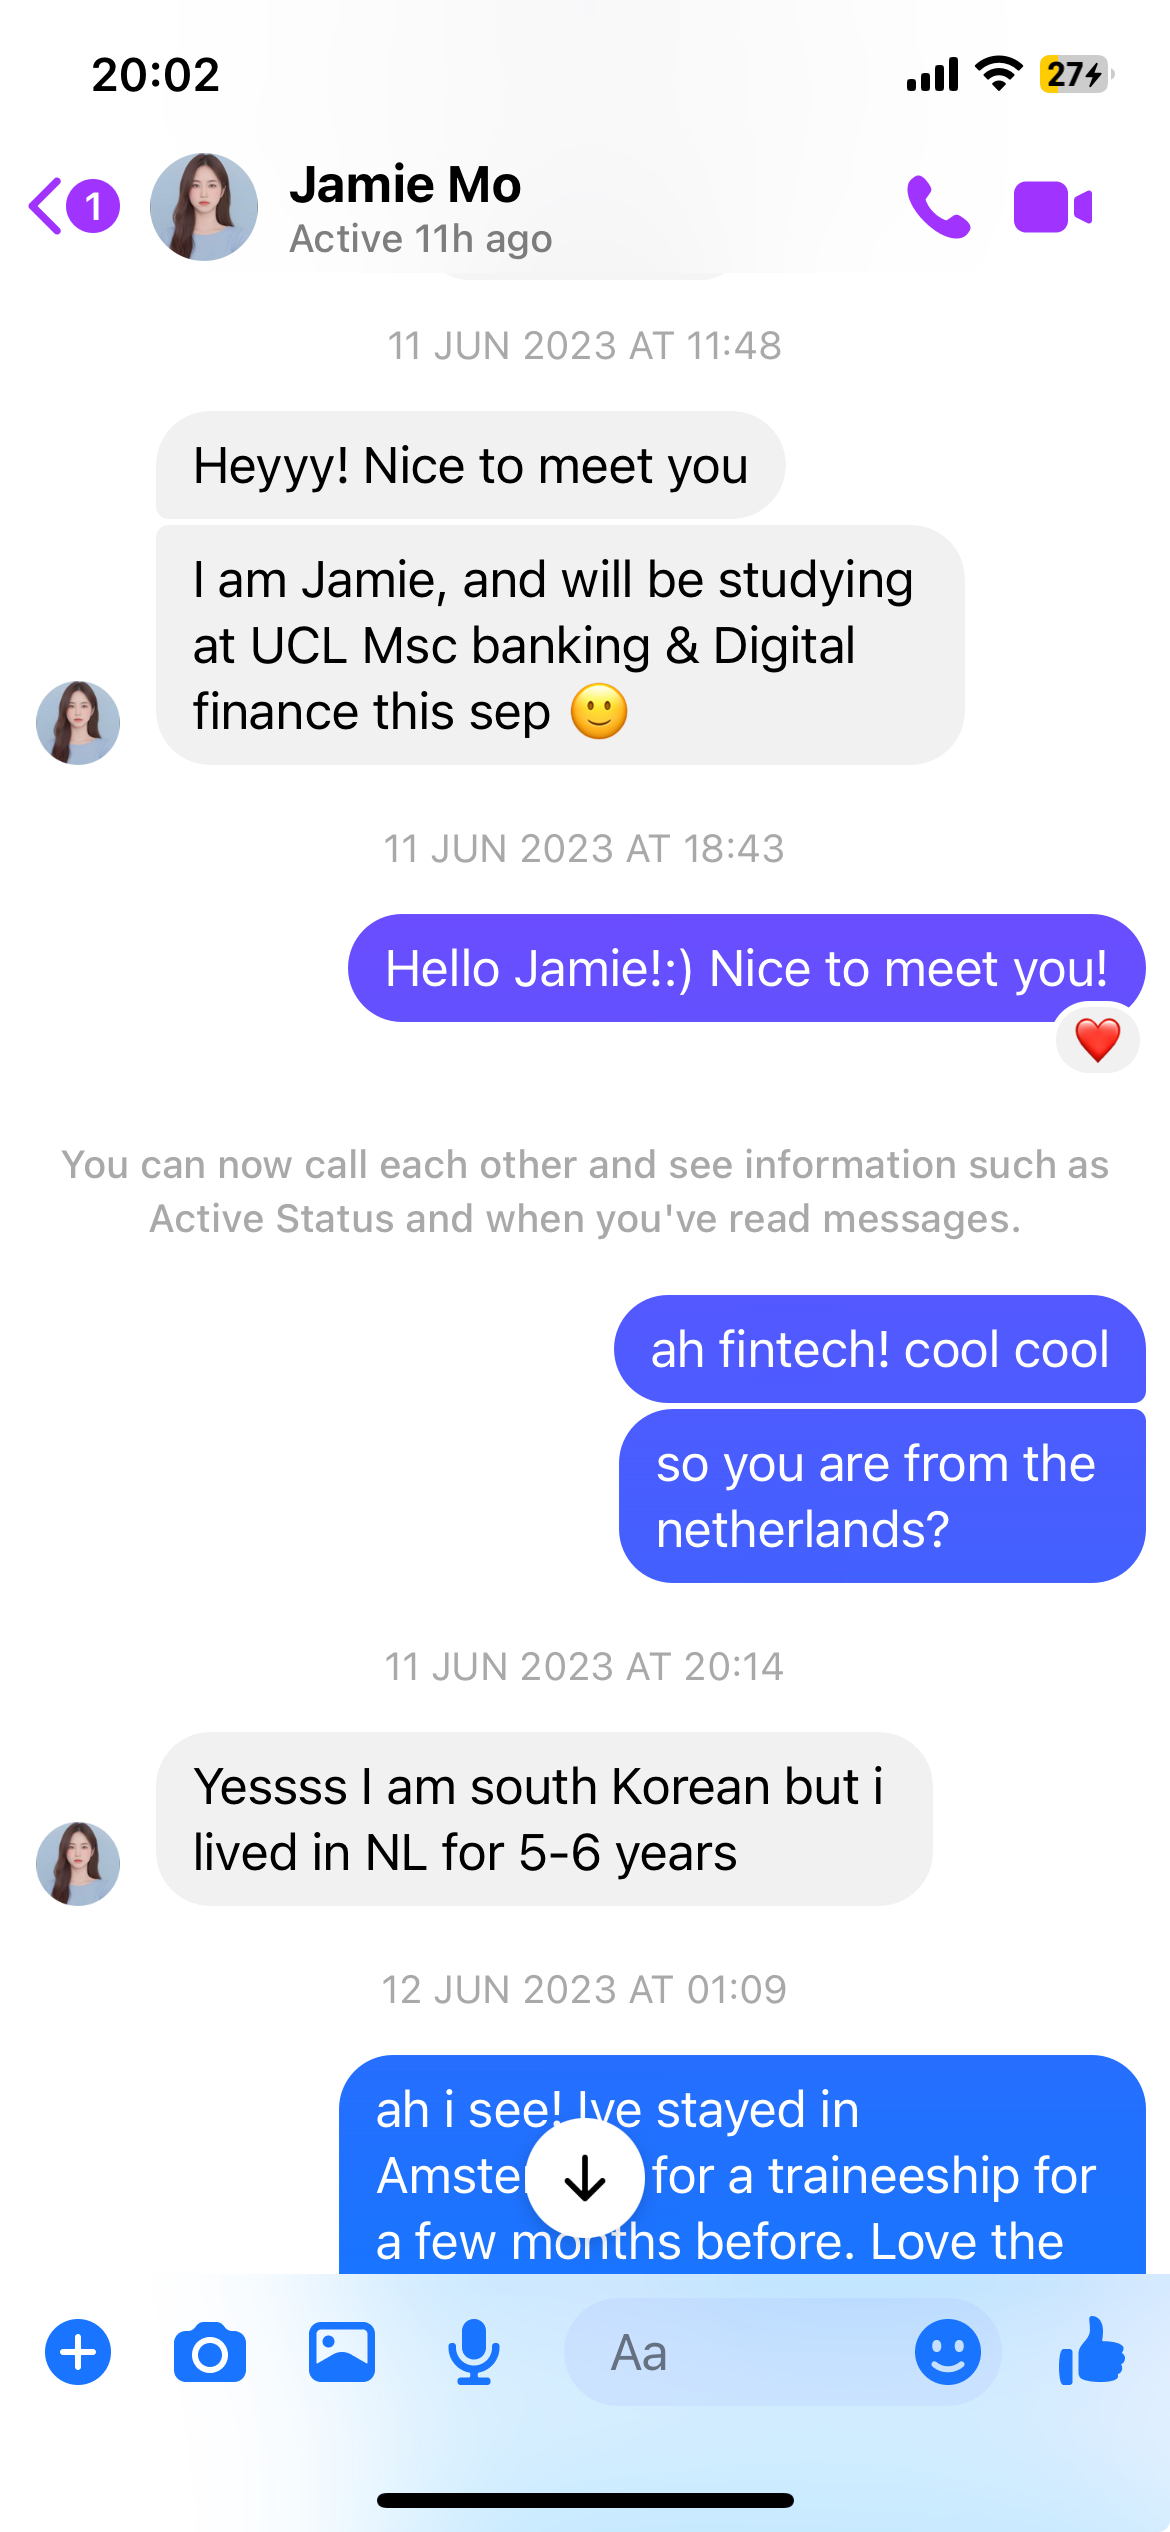 20:02
27
1
Jamie Mo
Active 11h ago
11 JUN 2023 AT 11:48
Heyyy! Nice to meet you
I am Jamie, and will be studying
at UCL Msc banking & Digital
finance this sep 🙂
11 JUN 2023 AT 18:43
Hello Jamie!:) Nice to meet you!
❤️
You can now call each other and see information such as
Active Status and when you've read messages.
ah fintech! cool cool
so you are from the
netherlands?
11 JUN 2023 AT 20:14
Yessss I am south Korean but i
lived in NL for 5-6 years
12 JUN 2023 AT 01:09
ah i see! Ive stayed in
for a traineeship for
a few months before. Love the
Aa